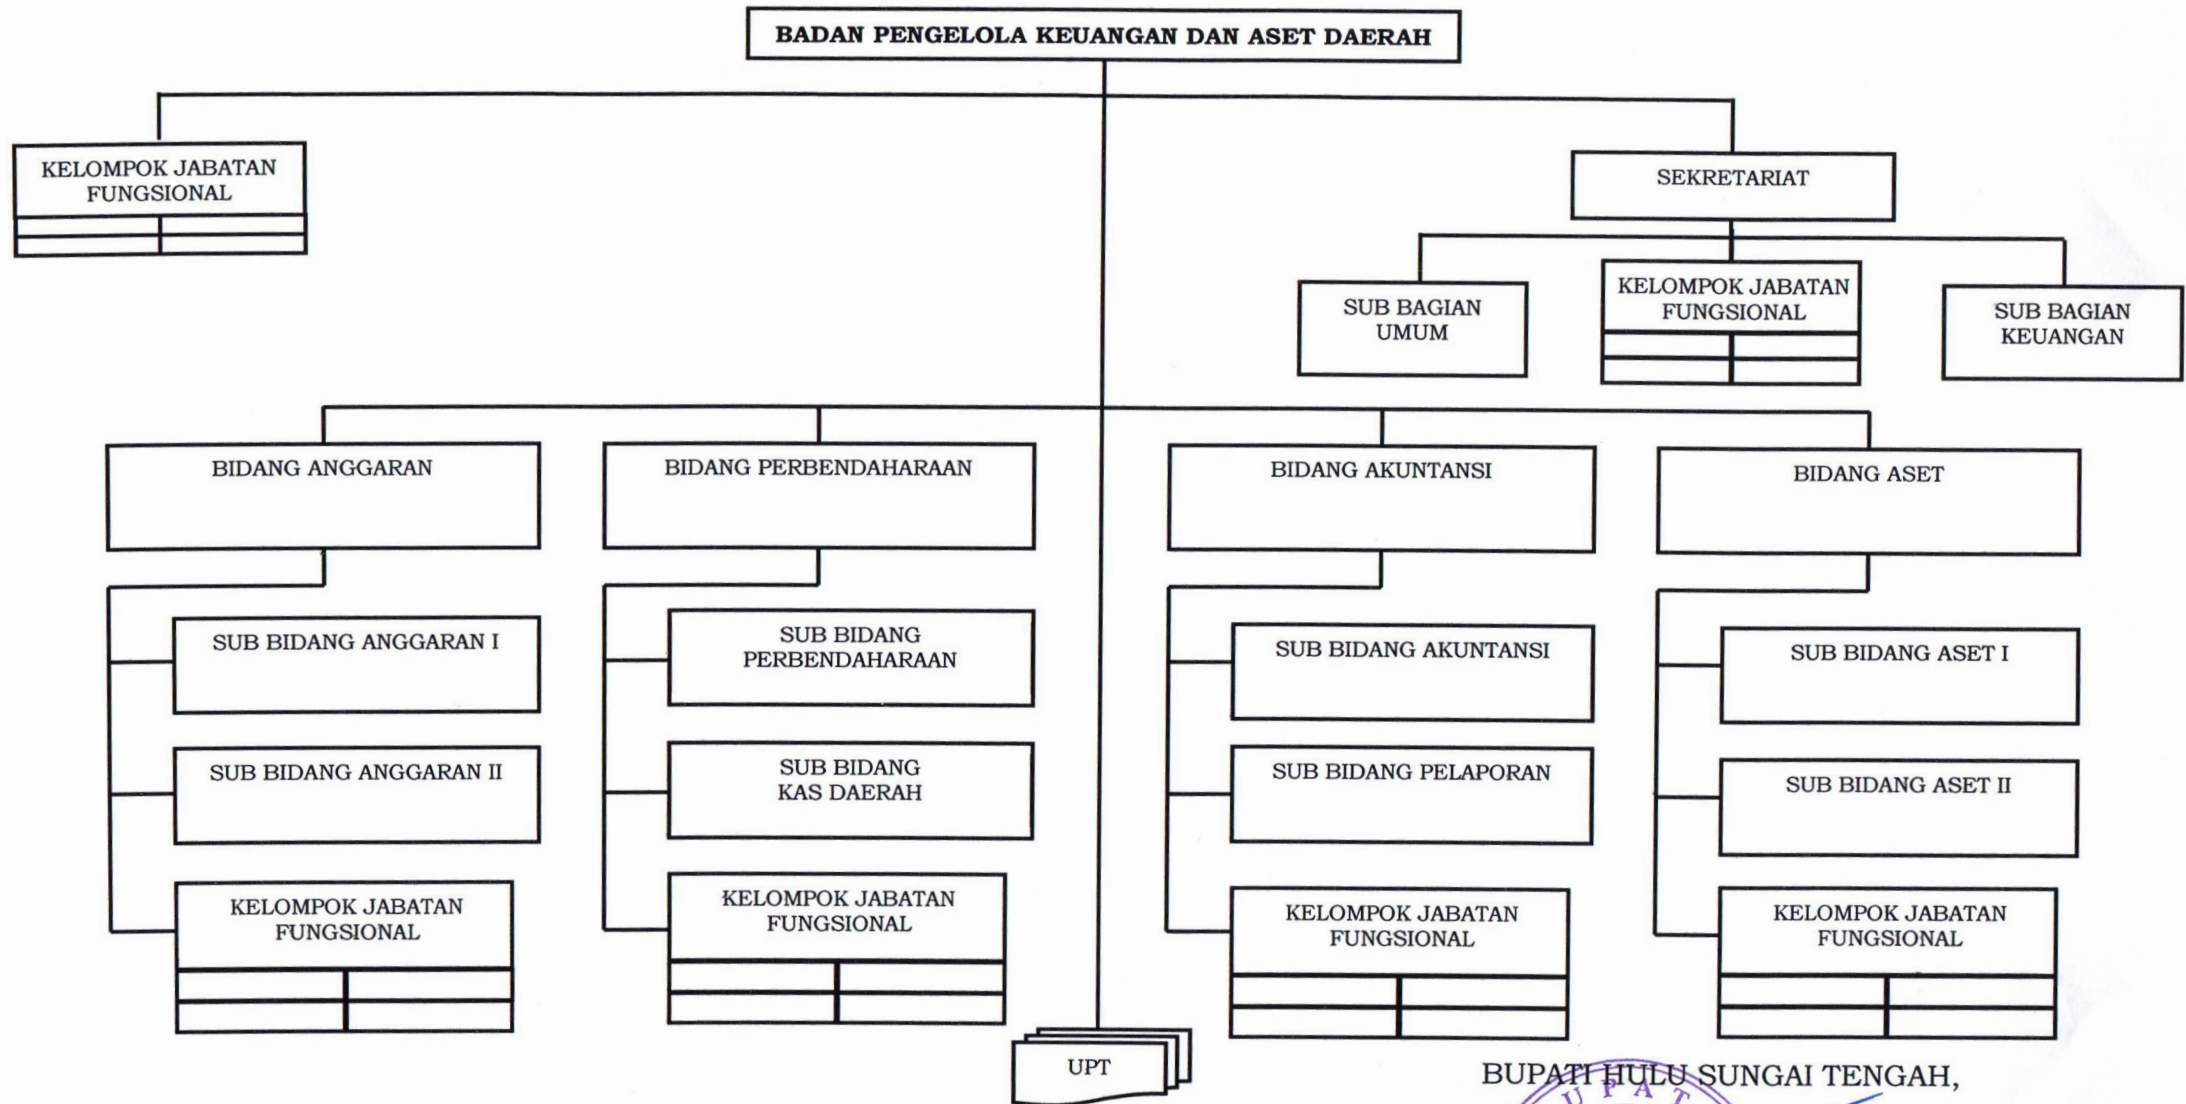 BADAN PENGELOLA KEUANGAN DAN ASET DAERAH
KELOMPOK JABATAN
FUNGSIONAL
SEKRETARIAT
SUB BAGIAN
UMUM
KELOMPOK JABATAN
FUNGSIONAL
SUB BAGIAN
KEUANGAN
BIDANG ANGGARAN
BIDANG PERBENDAHARAAN
BIDANG AKUNTANSI
BIDANG ASET
SUB BIDANG ANGGARAN I
SUB BIDANG
PERBENDAHARAAN
SUB BIDANG AKUNTANSI
SUB BIDANG ASET I
SUB BIDANG ANGGARAN II
SUB BIDANG
KAS DAERAH
SUB BIDANG PELAPORAN
SUB BIDANG ASET II
KELOMPOK JABATAN
FUNGSIONAL
KELOMPOK JABATAN
FUNGSIONAL
KELOMPOK JABATAN
FUNGSIONAL
KELOMPOK JABATAN
FUNGSIONAL
UPT
BUPATI HULU SUNGAI TENGAH,